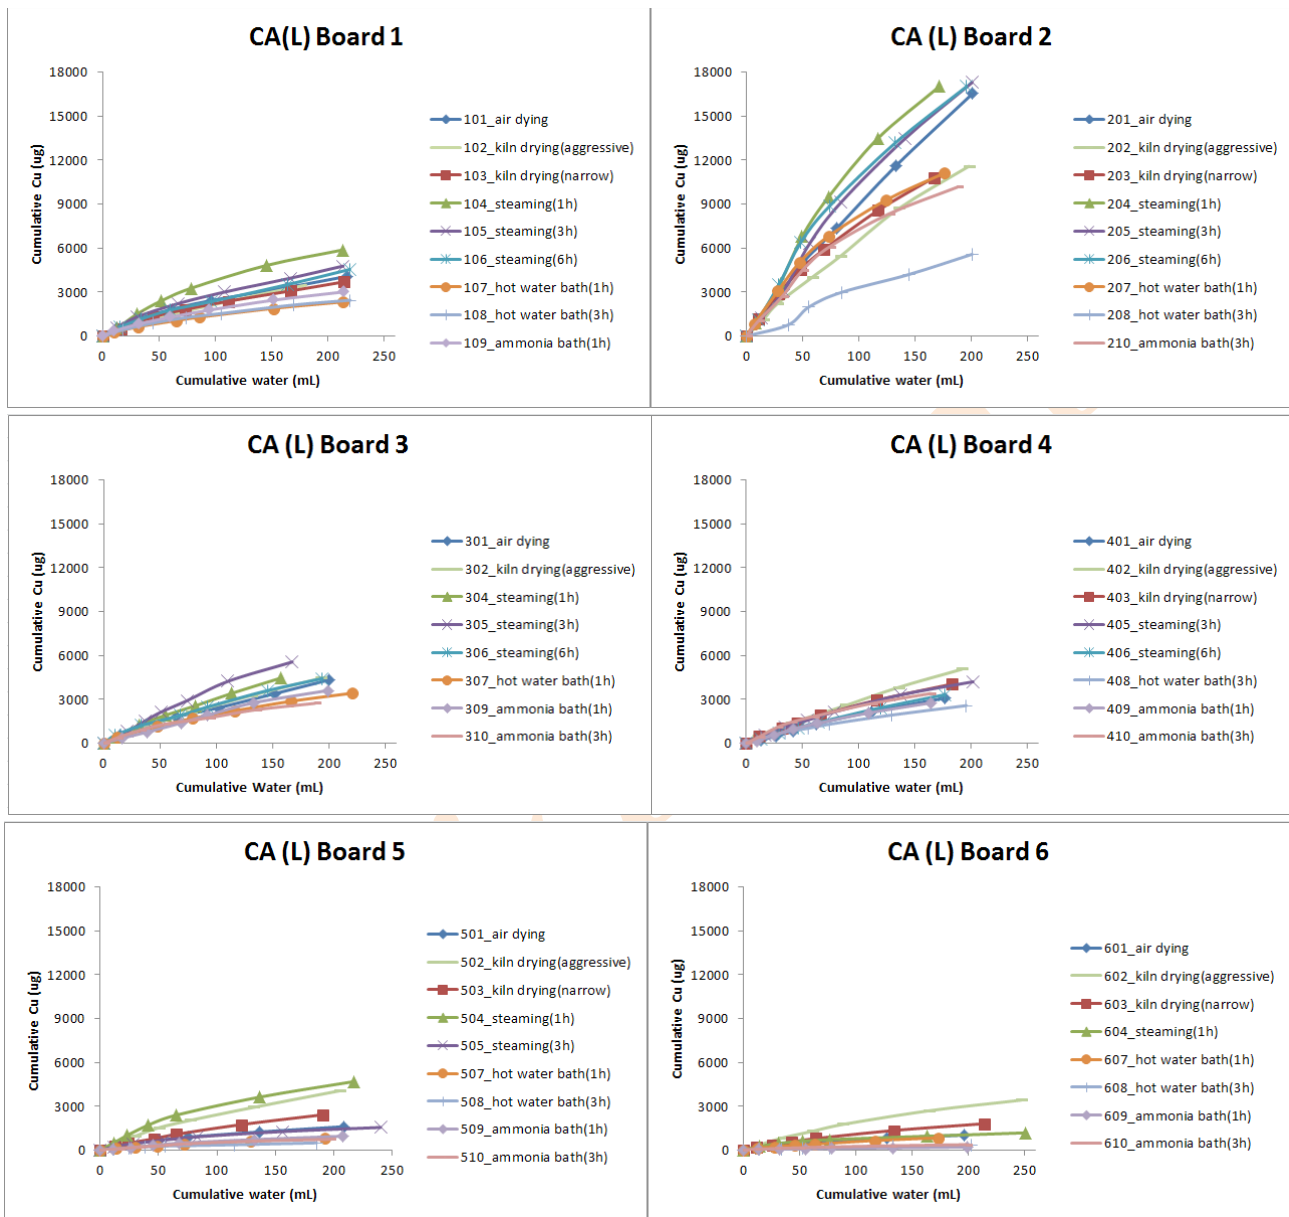 CA(L) Board 1
18000
15000
12000
9000
6000
3000
0
Cumulative Cu (ug)
0 50 100 150 200 250
Cumulative water (mL)
101_air dying
102_kiln drying(aggressive)
103_kiln drying(narrow)
104_steaming(1h)
105_steaming(3h)
106_steaming(6h)
107_hot water bath(1h)
108_hot water bath(3h)
109_ammonia bath(1h)
CA (L) Board 2
18000
15000
12000
9000
6000
3000
0
Cumulative Cu (ug)
0 50 100 150 200 250
Cumulative water (mL)
201_air dying
202_kiln drying(aggressive)
203_kiln drying(narrow)
204_steaming(1h)
205_steaming(3h)
206_steaming(6h)
207_hot water bath(1h)
208_hot water bath(3h)
210_ammonia bath(3h)
CA (L) Board 3
18000
15000
12000
9000
6000
3000
0
Cumulative Cu (ug)
0 50 100 150 200 250
Cumulative Water (mL)
301_air dying
302_kiln drying(aggressive)
304_steaming(1h)
305_steaming(3h)
306_steaming(6h)
307_hot water bath(1h)
309_ammonia bath(1h)
310_ammonia bath(3h)
CA (L) Board 4
18000
15000
12000
9000
6000
3000
0
Cumulative Cu (ug)
0 50 100 150 200 250
Cumulative water (mL)
401_air dying
402_kiln drying(aggressive)
403_kiln drying(narrow)
405_steaming(3h)
406_steaming(6h)
408_hot water bath(3h)
409_ammonia bath(1h)
410_ammonia bath(3h)
CA (L) Board 5
18000
15000
12000
9000
6000
3000
0
Cumulative Cu (ug)
0 50 100 150 200 250
Cumulative water (mL)
501_air dying
502_kiln drying(aggressive)
503_kiln drying(narrow)
504_steaming(1h)
505_steaming(3h)
507_hot water bath(1h)
508_hot water bath(3h)
509_ammonia bath(1h)
510_ammonia bath(3h)
CA (L) Board 6
18000
15000
12000
9000
6000
3000
0
Cumulative Cu (ug)
0 50 100 150 200 250
Cumulative water (mL)
601_air dying
602_kiln drying(aggressive)
603_kiln drying(narrow)
604_steaming(1h)
607_hot water bath(1h)
608_hot water bath(3h)
609_ammonia bath(1h)
610_ammonia bath(3h)